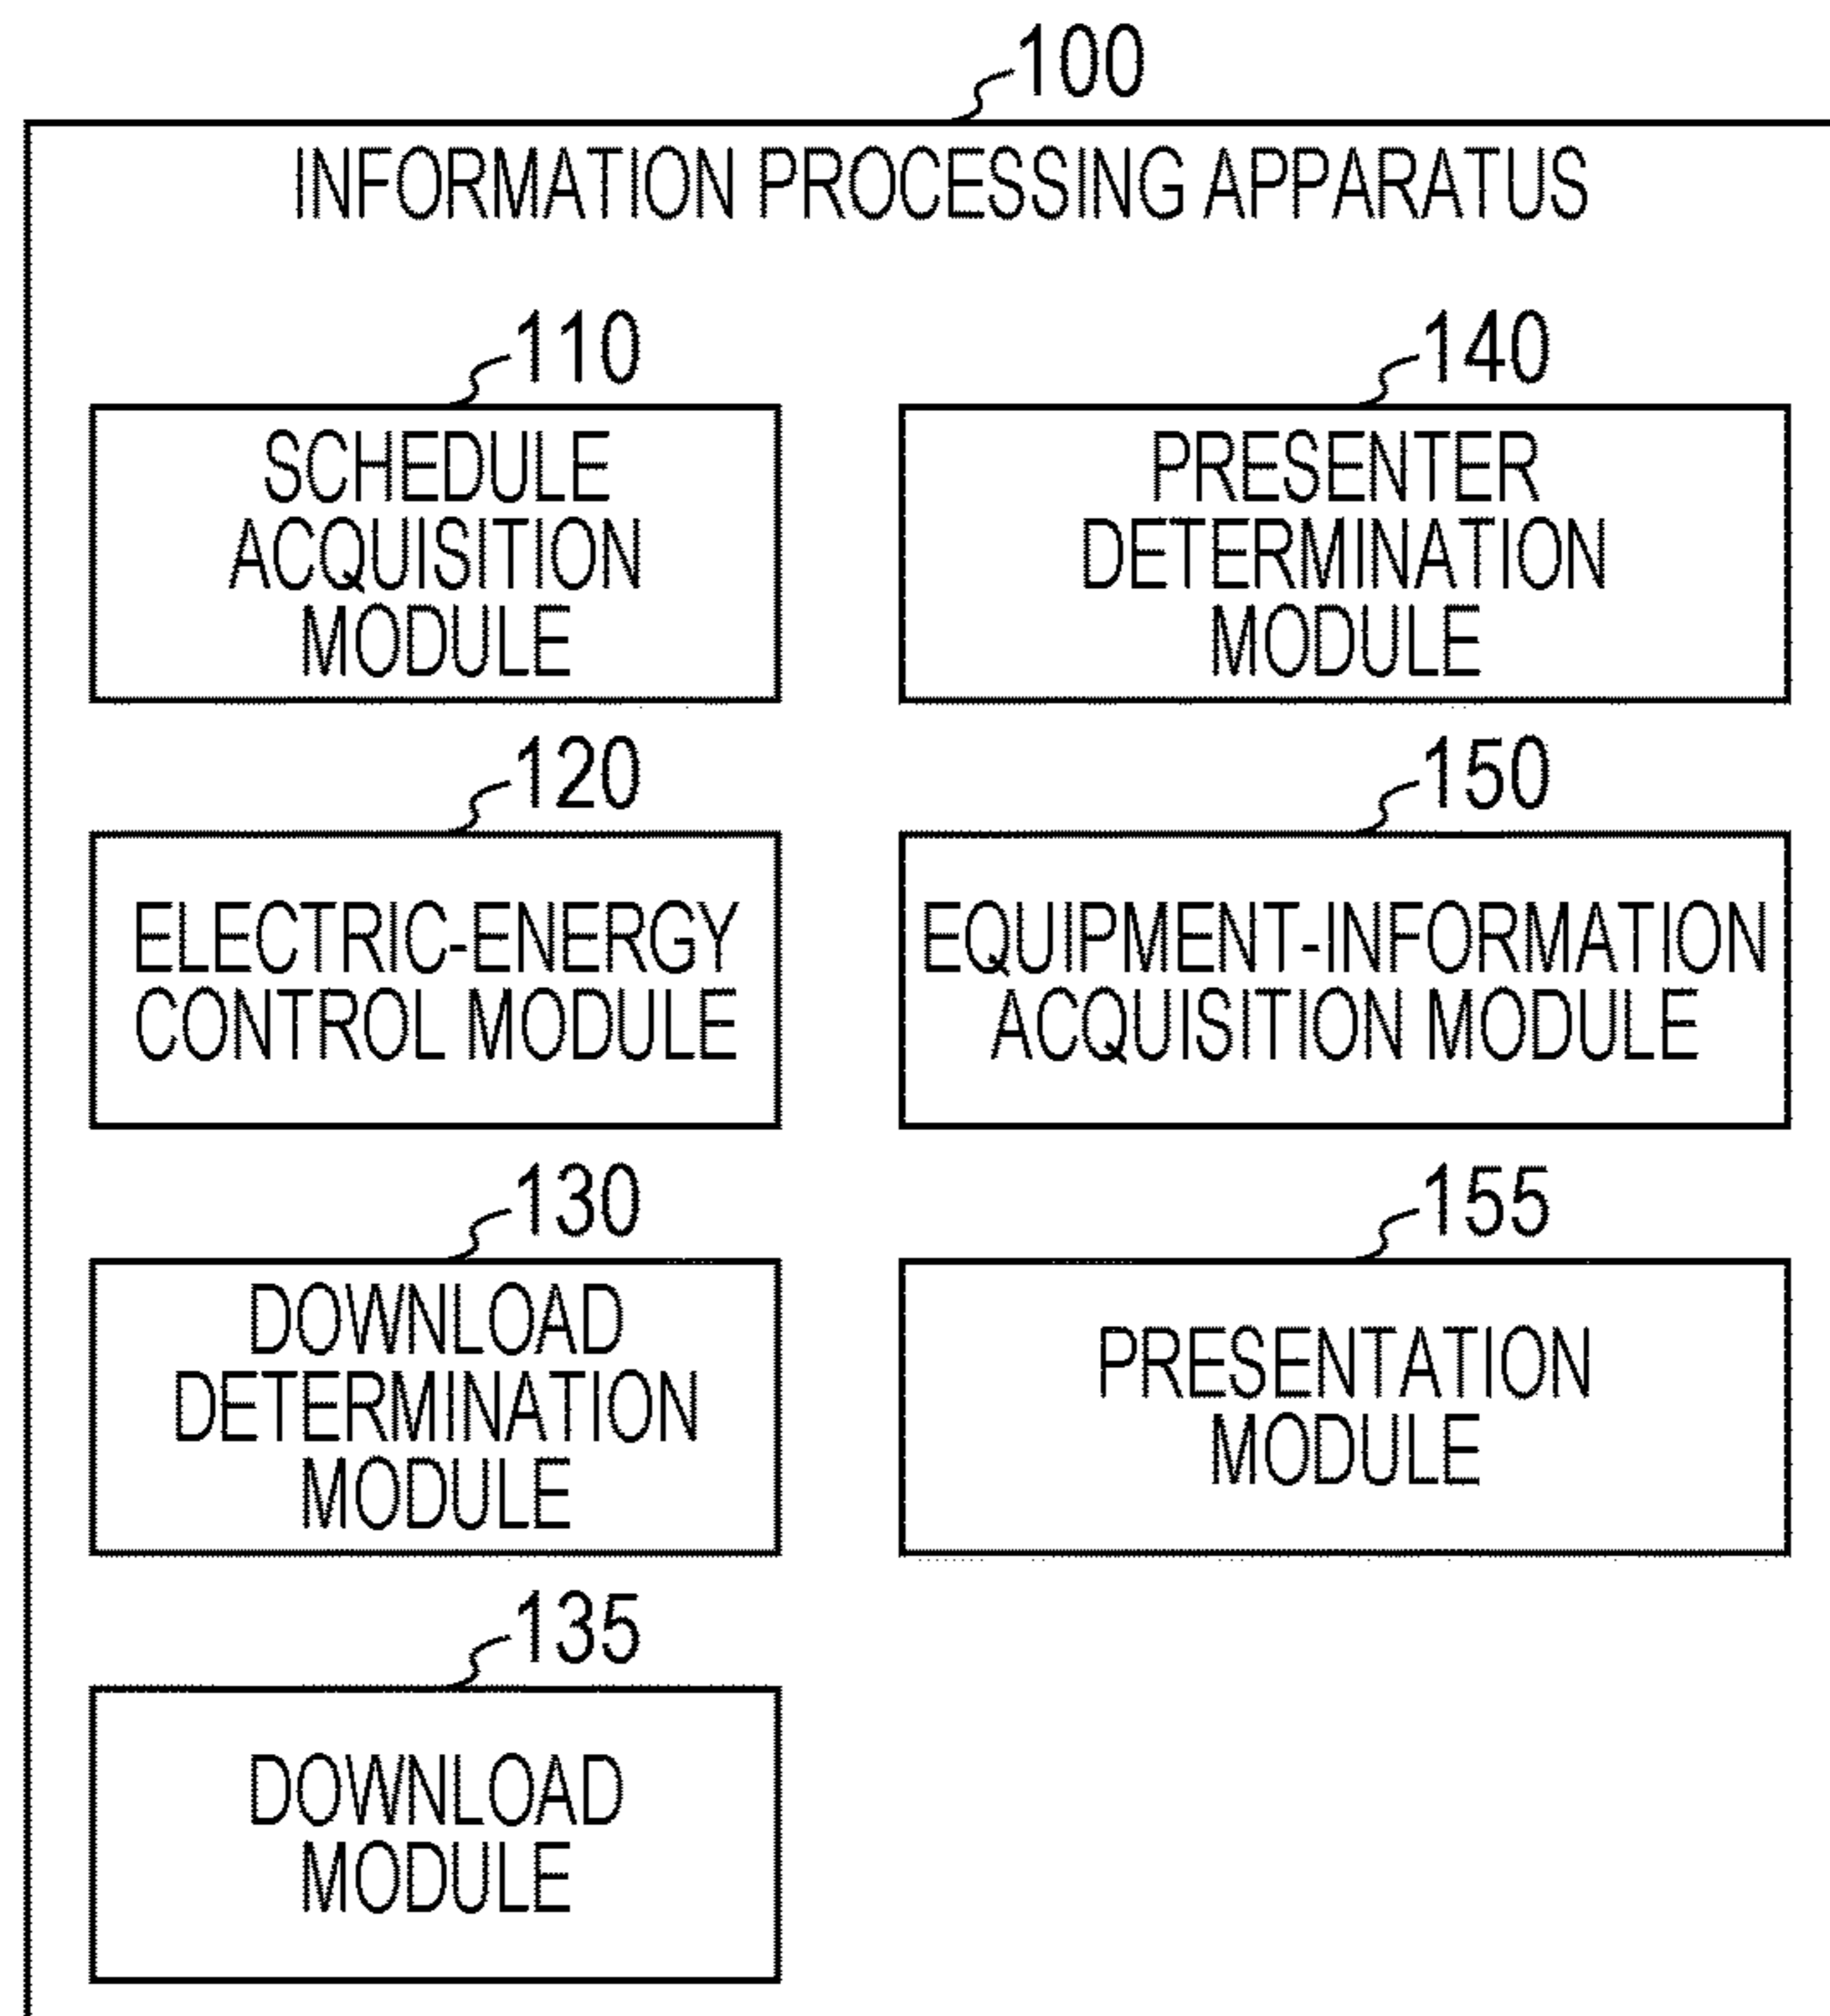 100
INFORMATION PROCESSING APPARATUS
110
SCHEDULE
ACQUISITION
MODULE
140
PRESENTER
DETERMINATION
MODULE
120
ELECTRIC-ENERGY
CONTROL MODULE
150
EQUIPMENT-INFORMATION
ACQUISITION MODULE
130
DOWNLOAD
DETERMINATION
MODULE
155
PRESENTATION
MODULE
135
DOWNLOAD
MODULE